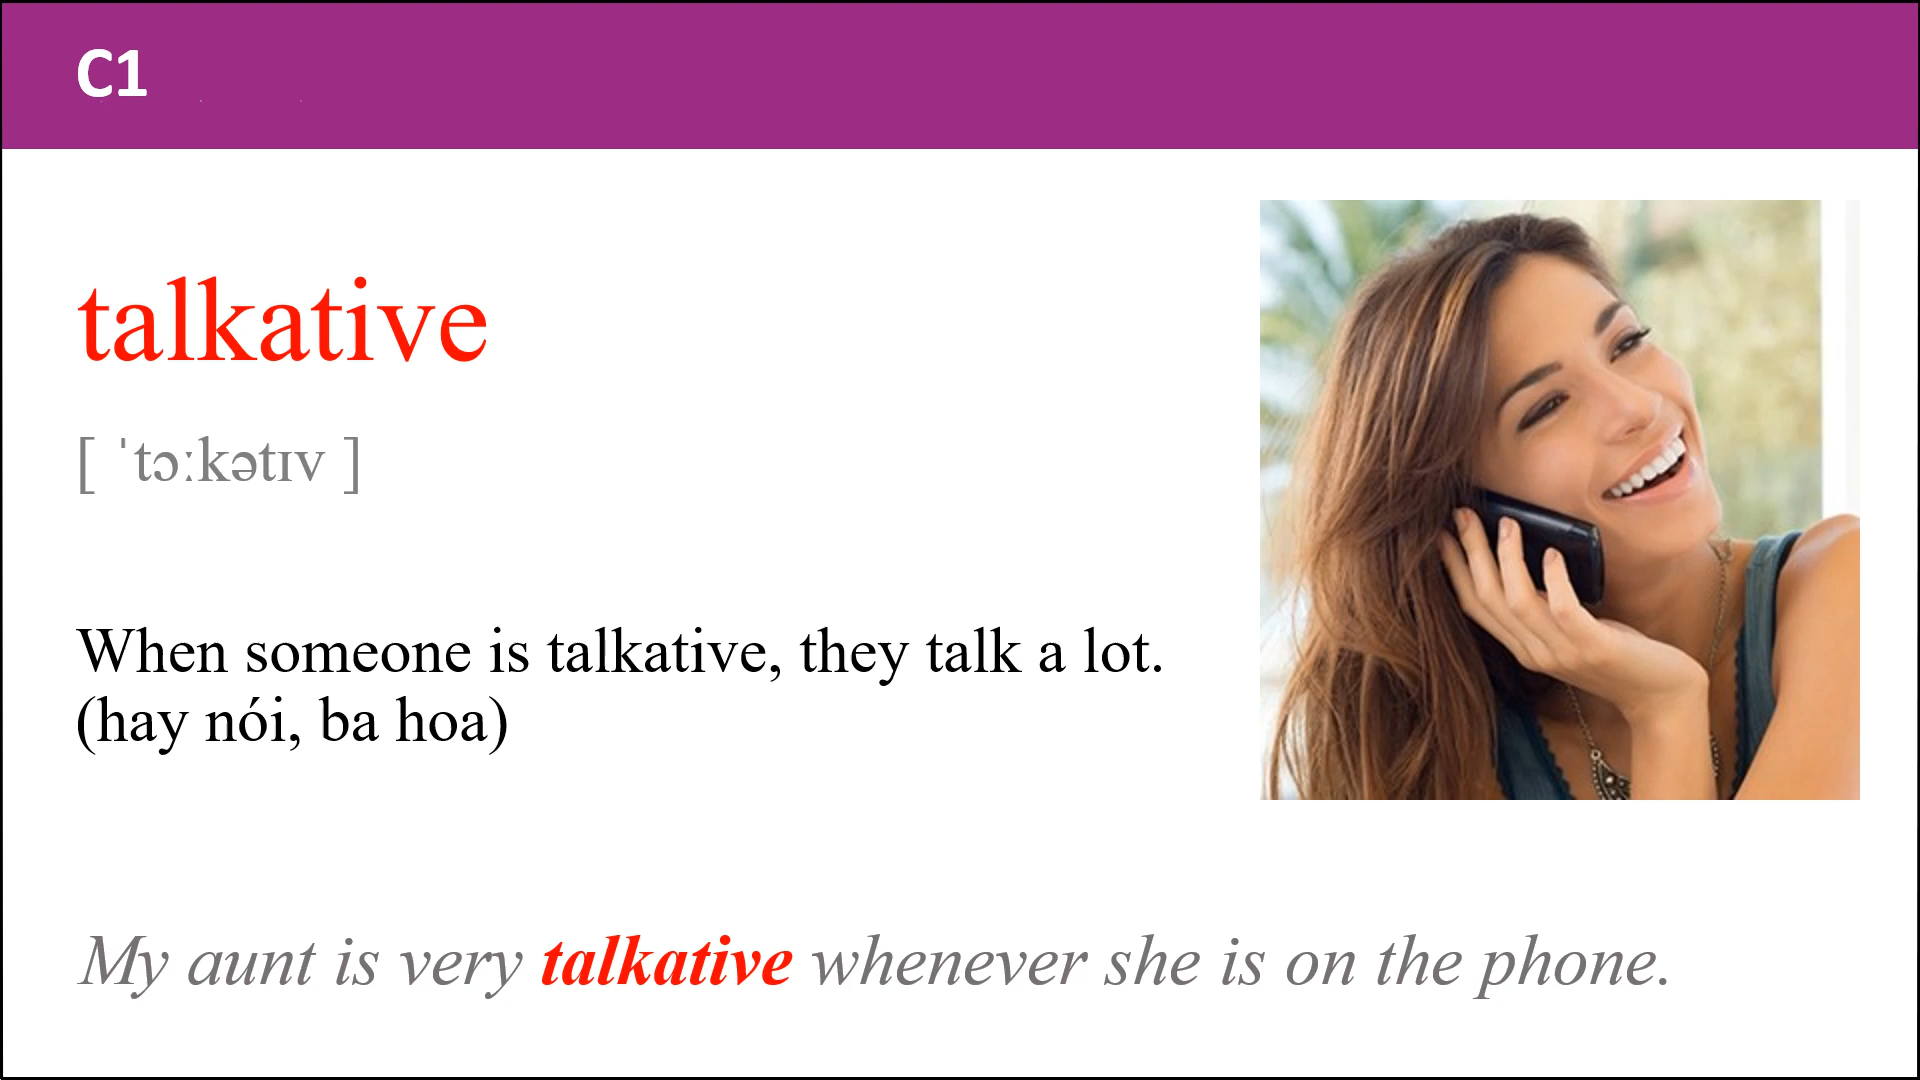 C1
talkative
[ ˈtɔːkətɪv ]
When someone is talkative, they talk a lot.
(hay nói, ba hoa)
My aunt is very talkative whenever she is on the phone.